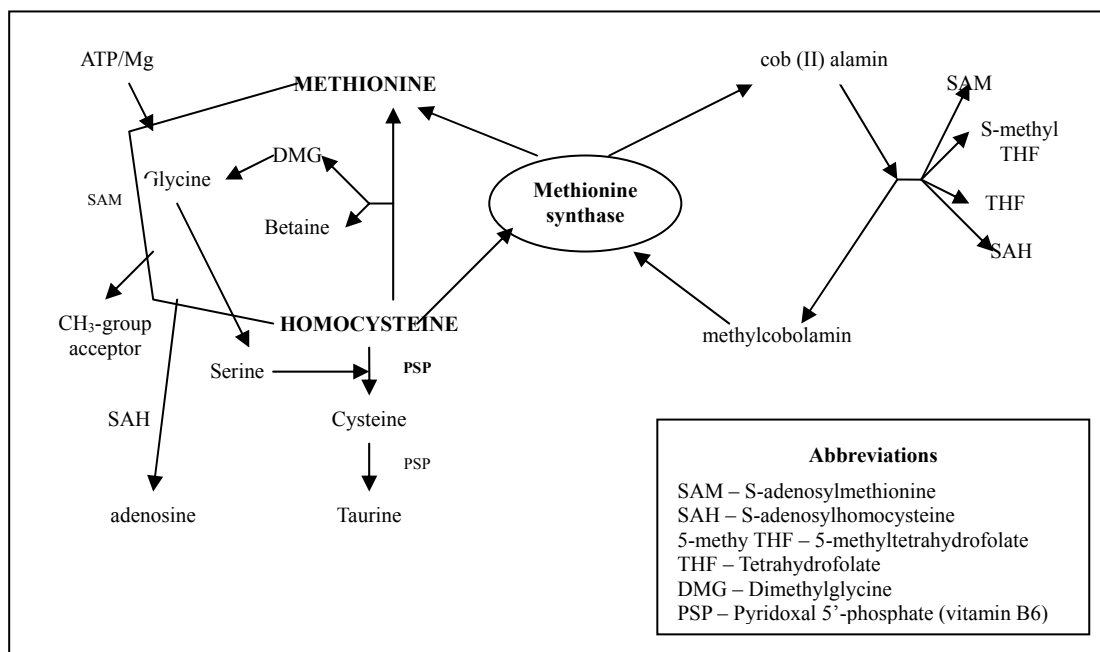 ATP/Mg
METHIONINE
cob (II) alamin
SAM
S-methyl
THF
DMG
Glycine
SAM
Betaine
Methionine
synthase
THF
SAH
CH₃-group
acceptor
HOMOCYSTEINE
methylcobolamin
Serine
PSP
SAH
Cysteine
PSP
adenosine
Taurine
Abbreviations
SAM – S-adenosylmethionine
SAH – S-adenosylhomocysteine
5-methy THF – 5-methyltetrahydrofolate
THF – Tetrahydrofolate
DMG – Dimethylglycine
PSP – Pyridoxal 5’-phosphate (vitamin B6)